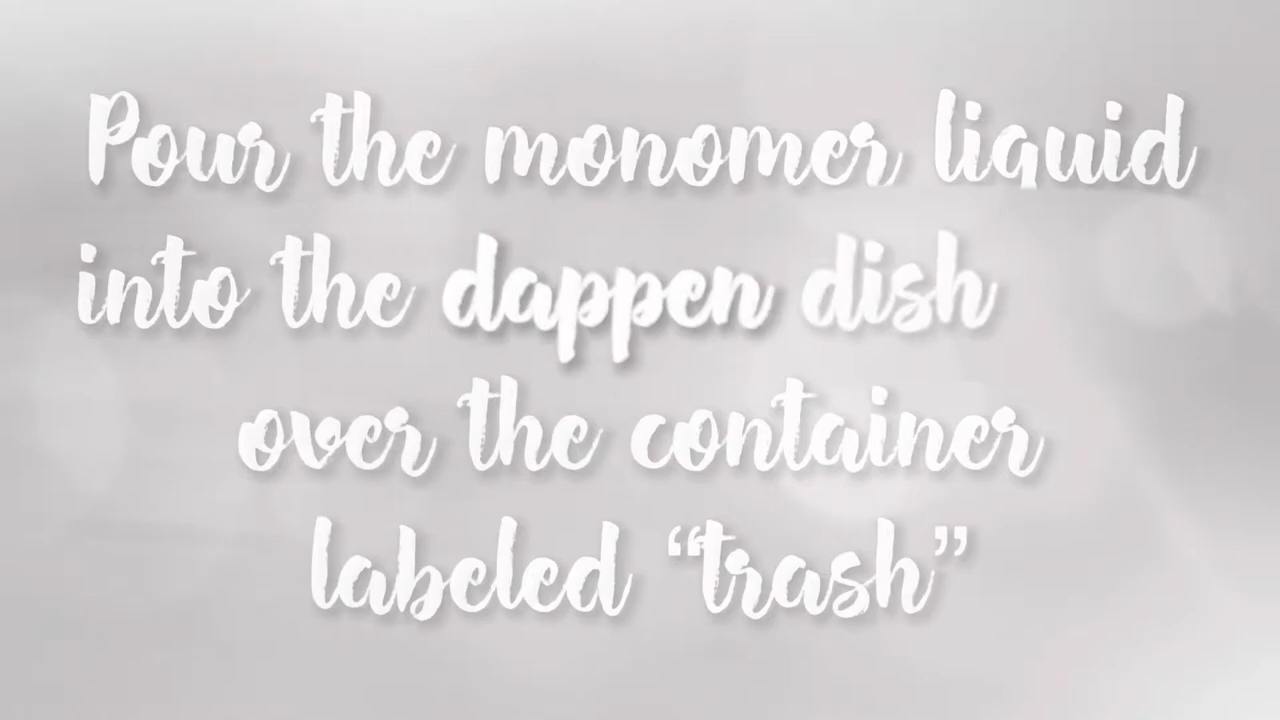 Pour the monomer liquid
into the dappen dish
over the container
labeled “trash”